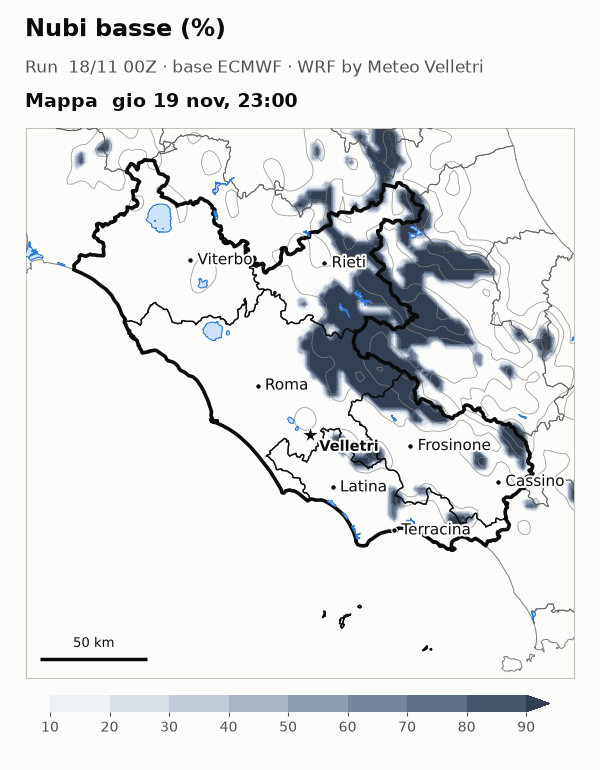 Nubi basse (%)
Run  18/11 00Z · base ECMWF · WRF by Meteo Velletri
Mappa  gio 19 nov, 23:00
Viterbo
Rieti
Roma
Velletri
Frosinone
Latina
Cassino
Terracina
50 km
10 20 30 40 50 60 70 80 90